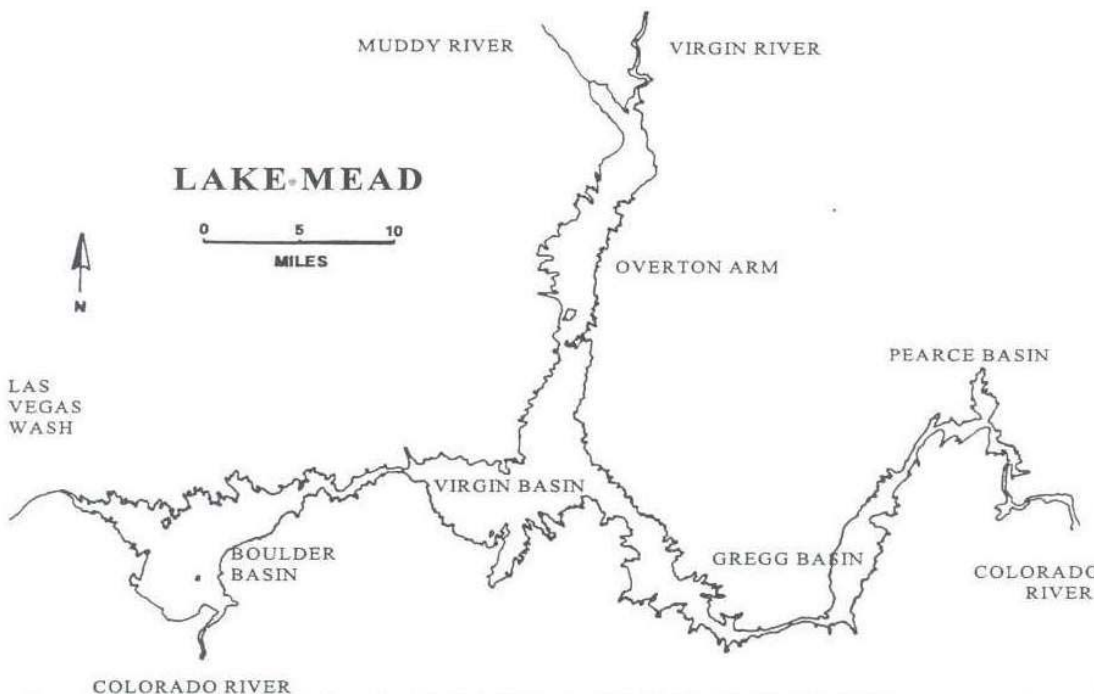 MUDDY RIVER
VIRGIN RIVER
LAKE MEAD
0 5 10
MILES
N
OVERTON ARM
PEARCE BASIN
LAS
VEGAS
WASH
VIRGIN BASIN
BOULDER
BASIN
GREGG BASIN
COLORADO
RIVER
COLORADO RIVER